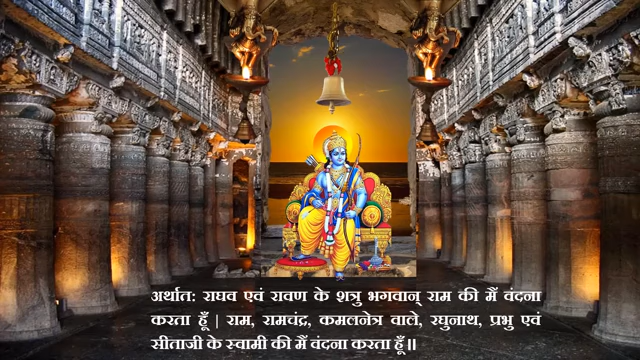 अर्थात: राघव एवं रावण के शत्रु भगवान् राम की मैं वंदना
करता हूँ | राम, रामचंद्र, कमलनेत्र वाले, रघुनाथ, प्रभु एवं
सीताजी के स्वामी की मैं वंदना करता हूँ॥